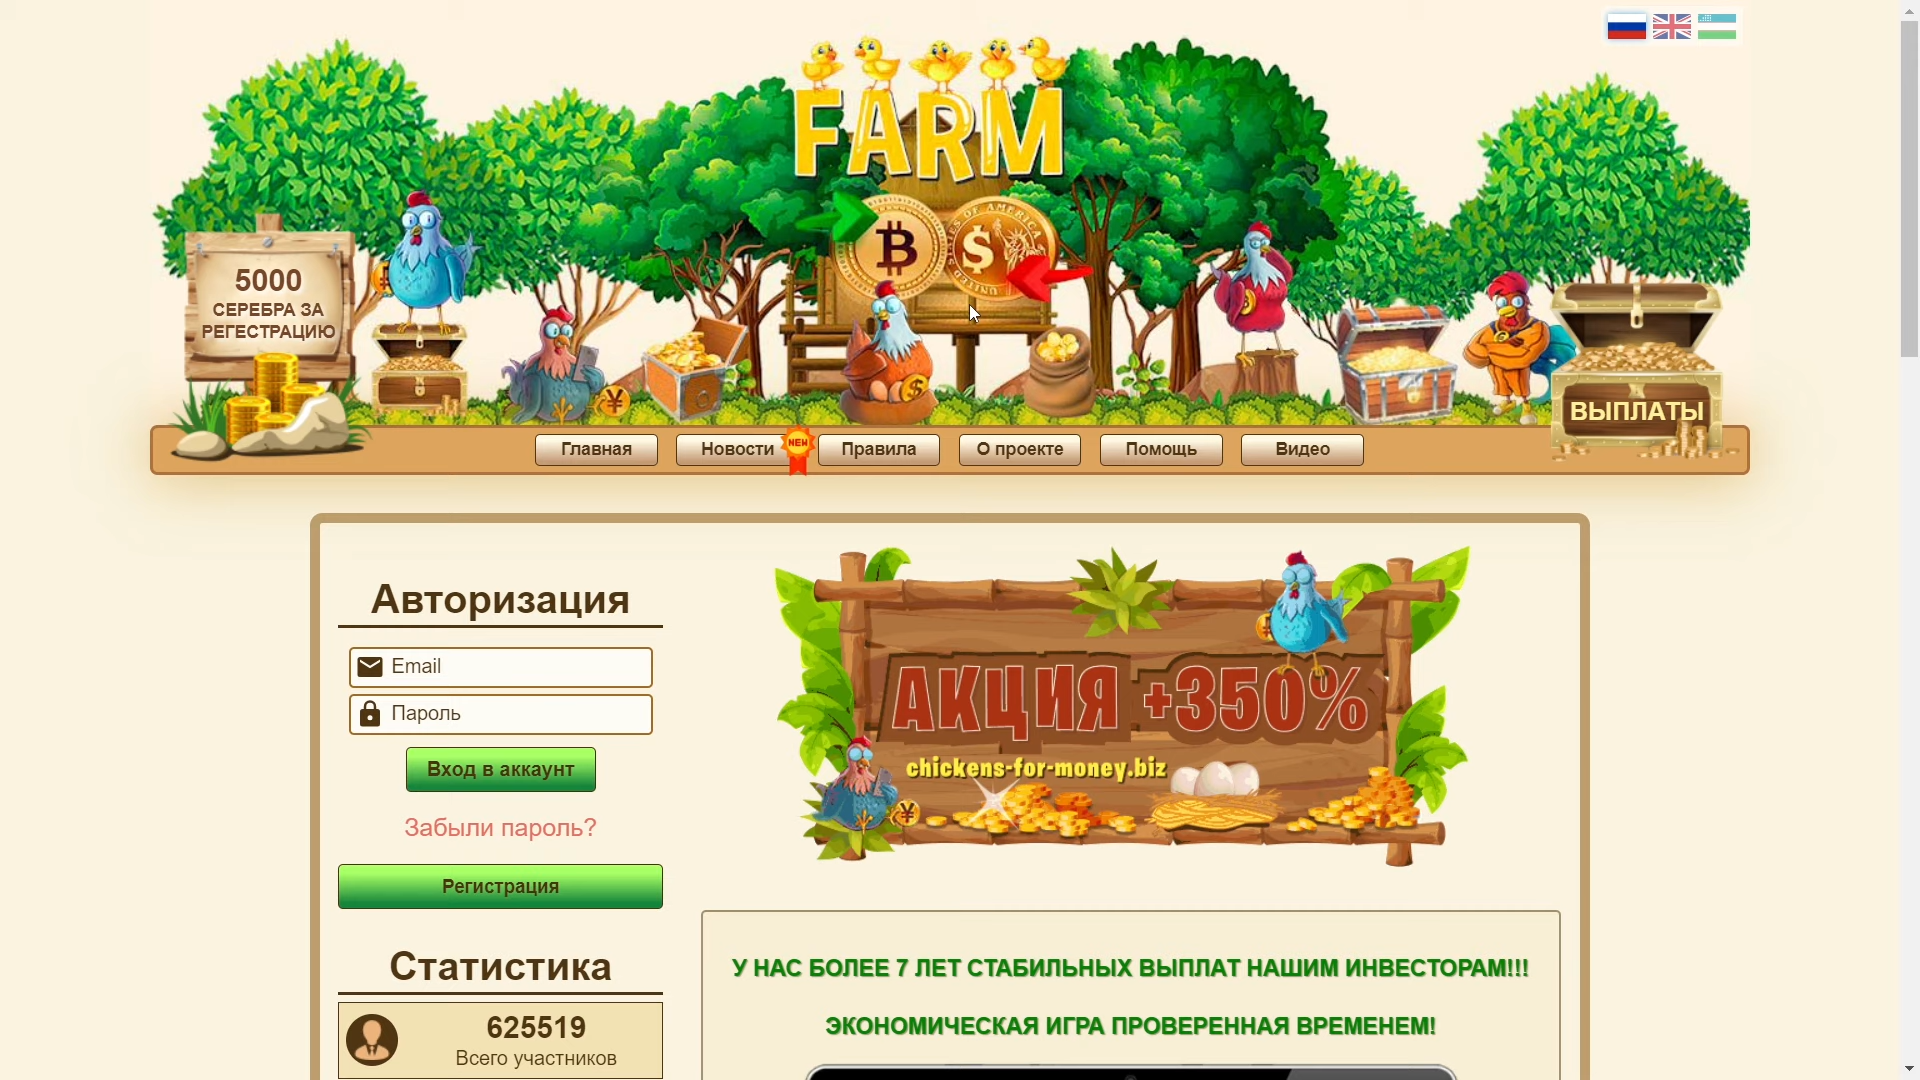 FARM
5000
СЕРЕБРА ЗА
РЕГЕСТРАЦИЮ
ВЫПЛАТЫ
Главная
Новости
NEW
Правила
О проекте
Помощь
Видео
Авторизация
Email
Пароль
Вход в аккаунт
Забыли пароль?
Регистрация
Статистика
625519
Всего участников
АКЦИЯ +350%
chickens-for-money.biz
У НАС БОЛЕЕ 7 ЛЕТ СТАБИЛЬНЫХ ВЫПЛАТ НАШИМ ИНВЕСТОРАМ!!!
ЭКОНОМИЧЕСКАЯ ИГРА ПРОВЕРЕННАЯ ВРЕМЕНЕМ!